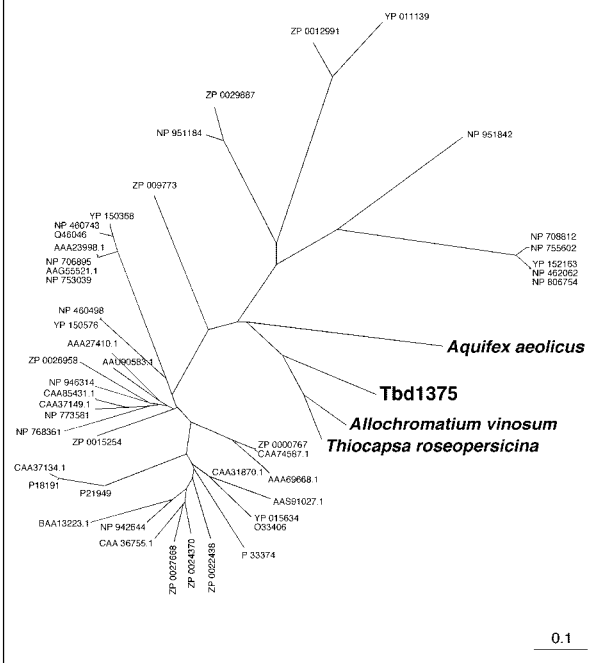 YP 011139
ZP 0012991
ZP 0029887
NP 951184
NP 951842
ZP 009773
YP 150368
NP 460743
Q46046
AAA23998.1
NP 706895
AAG55521.1
NP 753039
NP 708812
NP 755602
YP 152163
NP 462062
NP 806754
NP 460498
YP 150576
AAA27410.1
AAU90583.1
ZP 0026958
NP 946314
CAA85431.1
CAA37149.1
NP 773581
NP 768361
ZP 0015254
Aquifex aeolicus
Tbd1375
Allochromatium vinosum
Thiocapsa roseopersicina
ZP 0000767
CAA74587.1
CAA31870.1
AAA69668.1
CAA37134.1
P18191
P21949
AAS91027.1
YP 015634
O33406
BAA13223.1
NP 942644
CAA 36755.1
P 33374
ZP 0027668
ZP 0024370
ZP 0022438
0.1